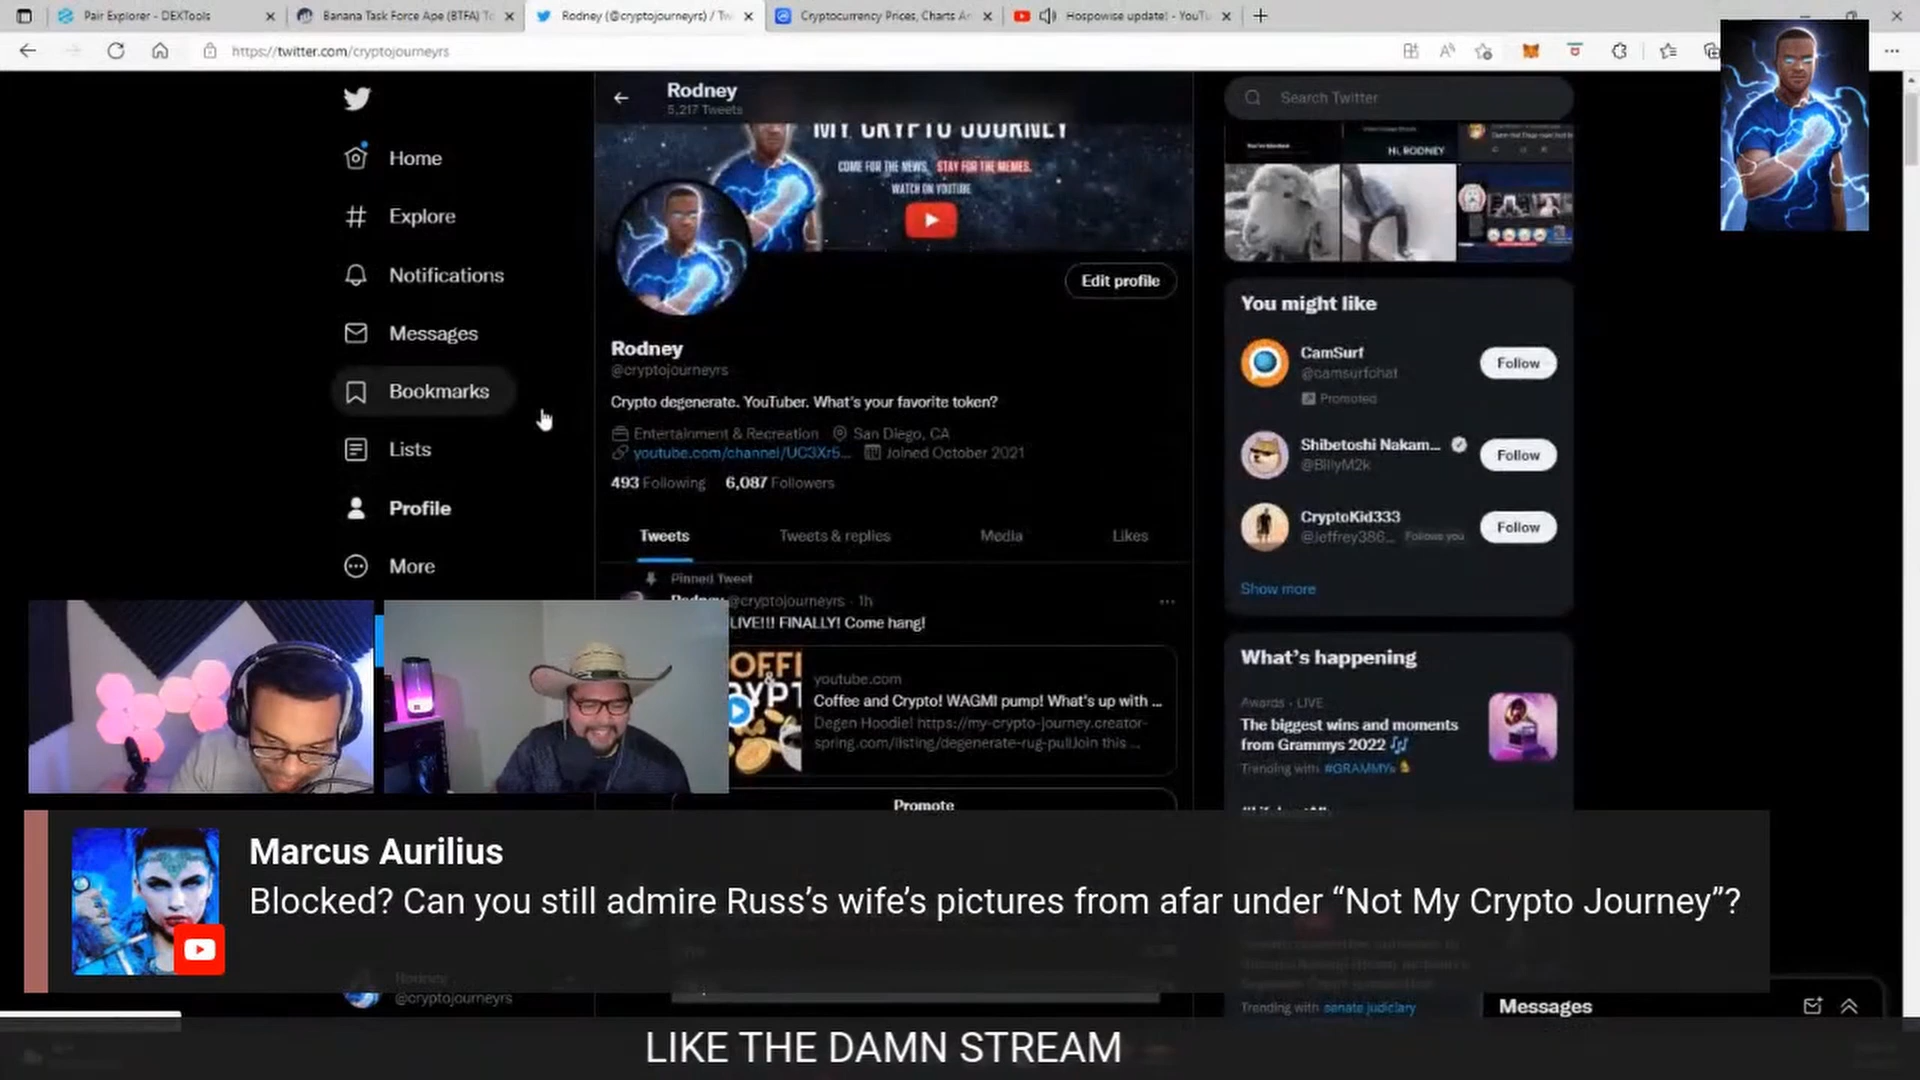 Pair Explorer - DEXTools
Banana Task Force Ape (BTFA) To
Rodney (@cryptojourneyrs) / Tw
Cryptocurrency Prices, Charts An
Hospowise update! - YouTu
https://twitter.com/cryptojourneyrs
Home
Explore
Notifications
Messages
Bookmarks
Lists
Profile
More
Rodney
5,217 Tweets
MY CRYPTO JOURNEY
COME FOR THE NEWS. STAY FOR THE MEMES.
WATCH ON YOUTUBE
Edit profile
Rodney
@cryptojourneyrs
Crypto degenerate. YouTuber. What's your favorite token?
Entertainment & Recreation San Diego, CA
youtube.com/channel/UC3Xr5... Joined October 2021
493 Following 6,087 Followers
Tweets Tweets & replies Media Likes
Pinned Tweet
Rodney @cryptojourneyrs · 1h
LIVE!!! FINALLY! Come hang!
youtube.com
Coffee and Crypto! WAGMI pump! What's up with ...
Degen Hoodie! https://my-crypto-journey.creator-
spring.com/listing/degenerate-rug-pullJoin this ...
Promote
Search Twitter
HI, RODNEY
You might like
CamSurf
@camsurfchat
Promoted
Follow
Shibetoshi Nakam...
@BillyM2k
Follow
CryptoKid333
@Jeffrey386... Follows you
Follow
Show more
What's happening
Awards · LIVE
The biggest wins and moments
from Grammys 2022
Trending with #GRAMMYs
Marcus Aurilius
Blocked? Can you still admire Russ’s wife’s pictures from afar under “Not My Crypto Journey”?
Rodney
@cryptojourneyrs
Trending with senate judiciary
Messages
LIKE THE DAMN STREAM